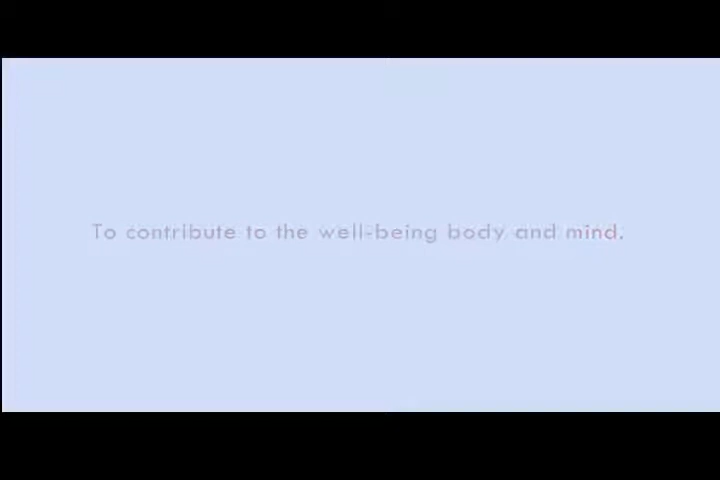 To contribute to the well-being body and mind.